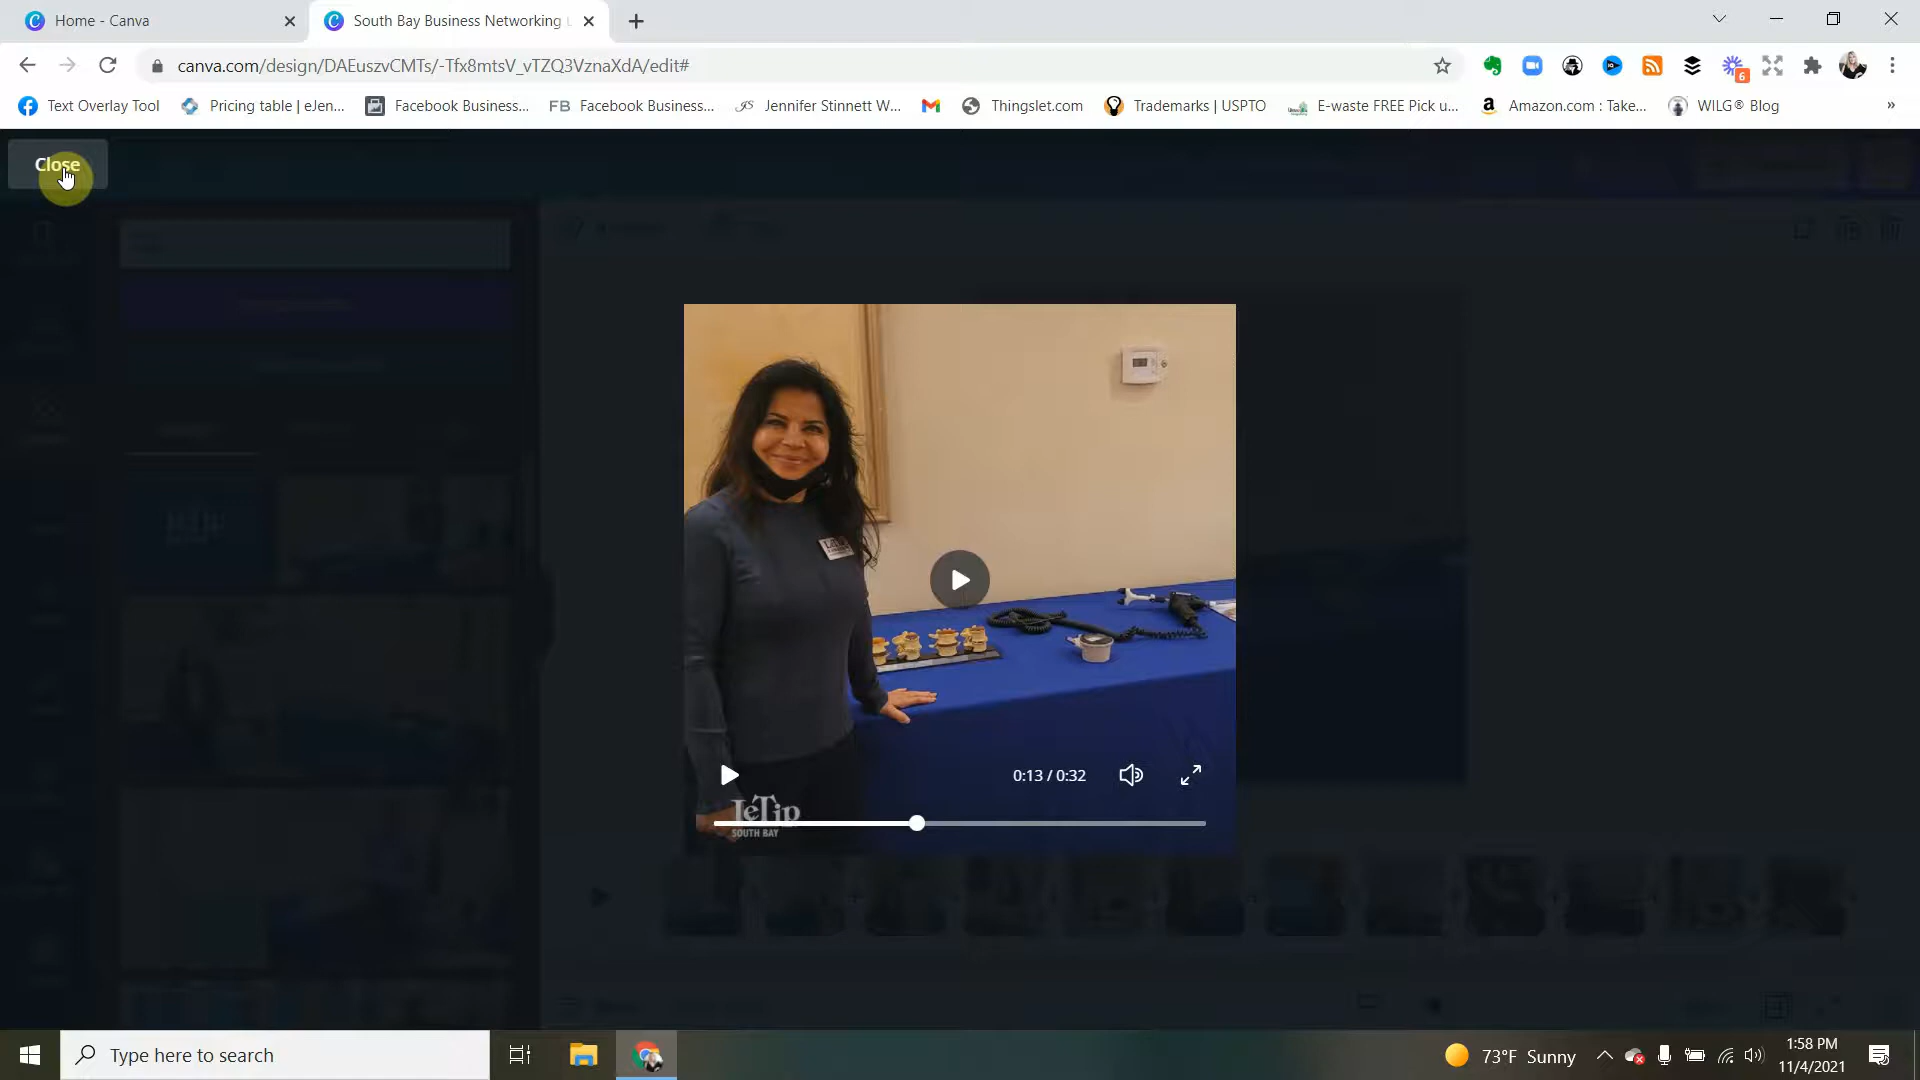 Home - Canva
South Bay Business Networking
canva.com/design/DAEuszvCMTs/-Tfx8mtsV_vTZQ3VznaXdA/edit#
6
Text Overlay Tool
Pricing table | eJen...
Facebook Business...
FB Facebook Business...
JS Jennifer Stinnett W...
Thingslet.com
Trademarks | USPTO
E-waste FREE Pick u...
Amazon.com : Take...
WILG® Blog
»
Close
0:13 / 0:32
LeTip
SOUTH BAY
Type here to search
73°F Sunny
1:58 PM
11/4/2021